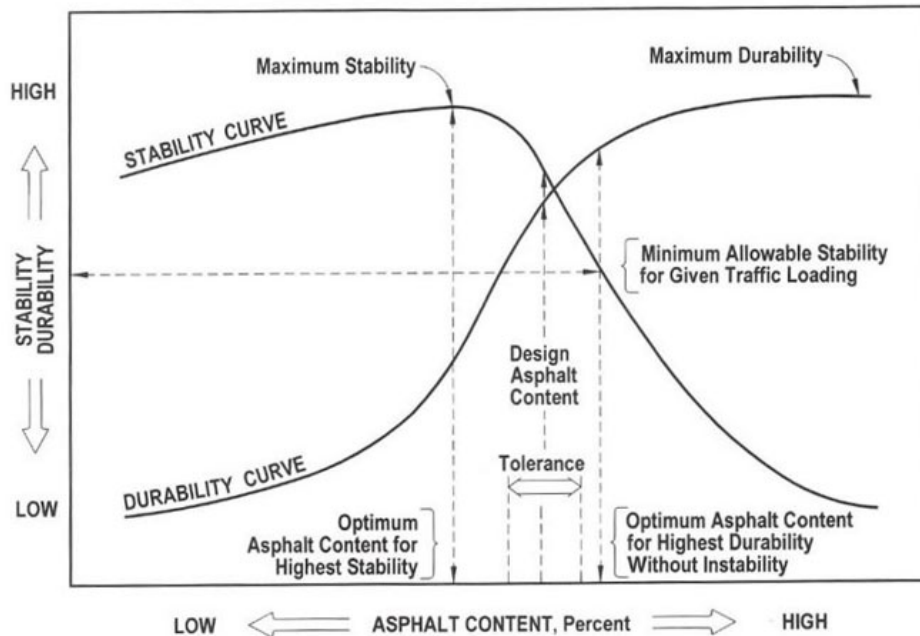 Maximum Stability
Maximum Durability
HIGH
STABILITY CURVE
STABILITY
DURABILITY
Minimum Allowable Stability
for Given Traffic Loading
Design
Asphalt
Content
Tolerance
DURABILITY CURVE
LOW
Optimum
Asphalt Content for
Highest Stability
Optimum Asphalt Content
for Highest Durability
Without Instability
LOW
ASPHALT CONTENT, Percent
HIGH